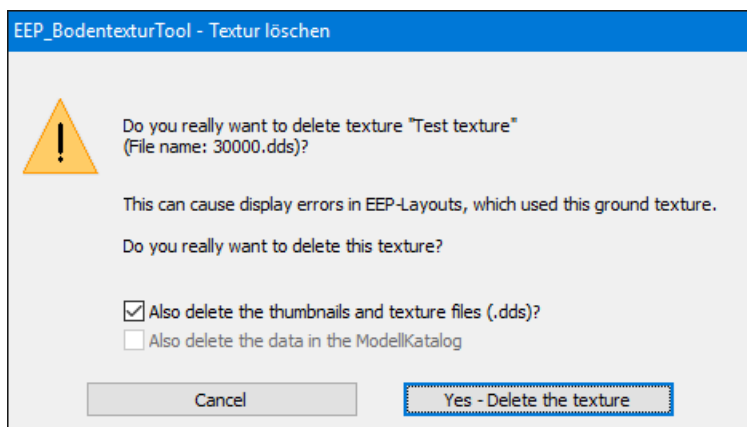 EEP_BodentexturTool - Textur löschen
Do you really want to delete texture "Test texture"
(File name: 30000.dds)?
This can cause display errors in EEP-Layouts, which used this ground texture.
Do you really want to delete this texture?
Also delete the thumbnails and texture files (.dds)?
Also delete the data in the ModellKatalog
Cancel
Yes - Delete the texture